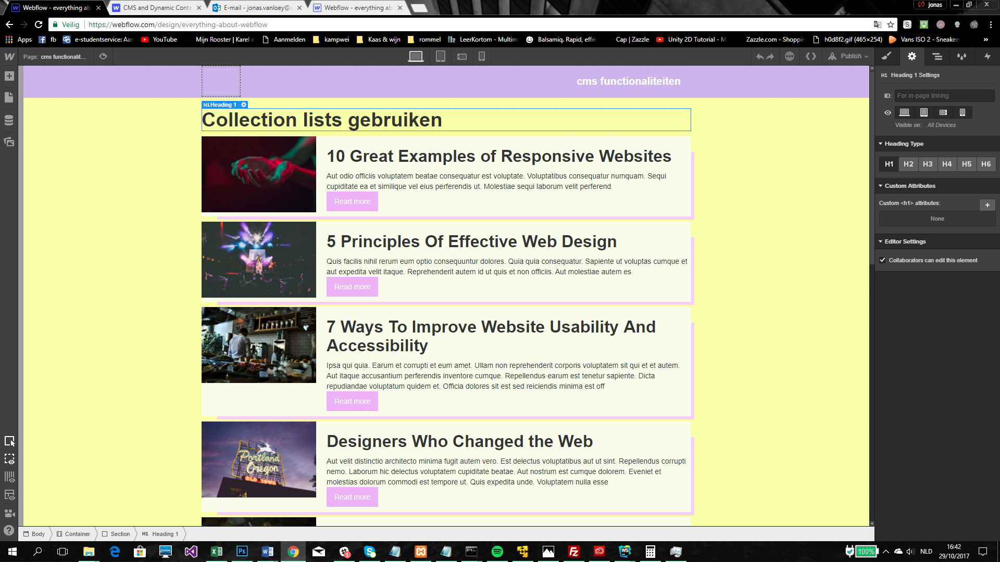 Webflow - everything ab
CMS and Dynamic Conte
E-mail - jonas.vanloey@s
Webflow - everything ab
jonas
Veilig
https://webflow.com/design/everything-about-webflow
Apps
fb
e-studentservice: Aan
YouTube
Mijn Rooster | Karel d
Aanmelden
kampwei
Kaas & wijn
rommel
LeerKortom - Multime
Balsamiq. Rapid, effec
Cap | Zazzle
Unity 2D Tutorial - M
Zazzle.com - Shoppin
h0d8f2.gif (465×254)
Vans ISO 2 - Sneaker
Page: cms functionalit...
Publish
cms functionaliteiten
H1 Heading 1
Collection lists gebruiken
10 Great Examples of Responsive Websites
Aut odio officiis voluptatem beatae consequatur est voluptate. Voluptatibus consequatur numquam. Sequi
cupiditate ea et similique vel eius perferendis ut. Molestiae sequi laborum velit perferend
Read more
5 Principles Of Effective Web Design
Quis facilis nihil rerum eum optio consequuntur dolores. Quia quia consequatur. Sapiente ut voluptas cumque et
aut expedita velit itaque. Reprehenderit autem id ut quis et non officiis. Aut molestiae autem es
Read more
7 Ways To Improve Website Usability And
Accessibility
Ipsa qui quia. Earum et corrupti et eum amet. Ullam non reprehenderit corporis voluptatem sit qui et et autem.
Aut itaque accusantium perferendis inventore cumque. Repellendus earum est tenetur sapiente. Dicta
repudiandae voluptatum quidem et. Officia dolores sit est sed reiciendis minima est off
Read more
Portland
Oregon
OLD TOWN
Designers Who Changed the Web
Aut velit distinctio architecto minima fugit autem vero. Est delectus voluptatibus aut ut sint. Repellendus corrupti
nemo. Laborum hic delectus voluptatem cupiditate beatae. Aut nostrum est cumque dolorem. Eveniet et
molestias dolorum commodi est tempore ut. Quis expedita unde. Voluptatem nulla esse
Read more
H1 Heading 1 Settings
ID: For in-page linking
Visible on: All Devices
Heading Type
H1 H2 H3 H4 H5 H6
Custom Attributes
Custom <h1> attributes:
+
None
Editor Settings
Collaborators can edit this element
Body
Container
Section
H1 Heading 1
100%
NLD
16:42
29/10/2017